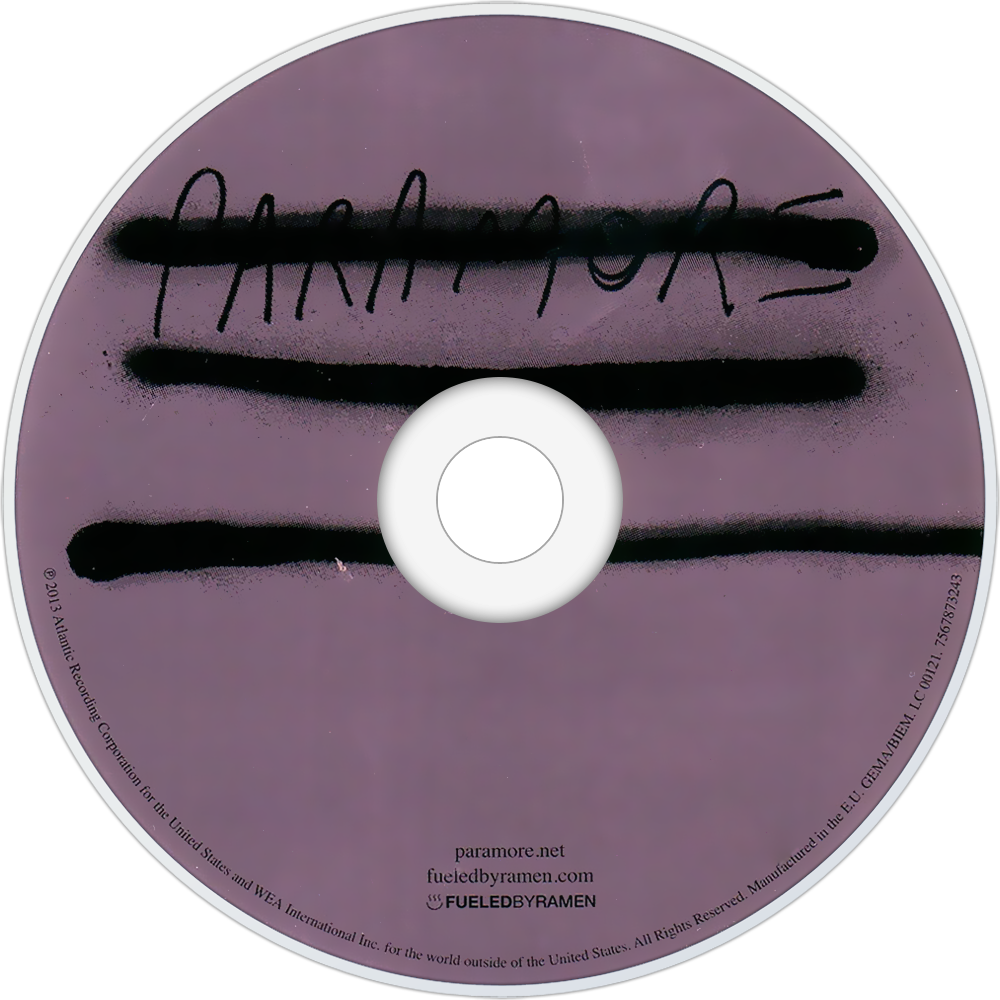 PARAMORE
℗ 2013 Atlantic Recording Corporation for the United States and WEA International Inc. for the world outside of the United States. All Rights Reserved. Manufactured in the E.U. GEMA/BIEM. LC 00121. 7567873243
paramore.net
fueledbyramen.com
FUELEDBYRAMEN